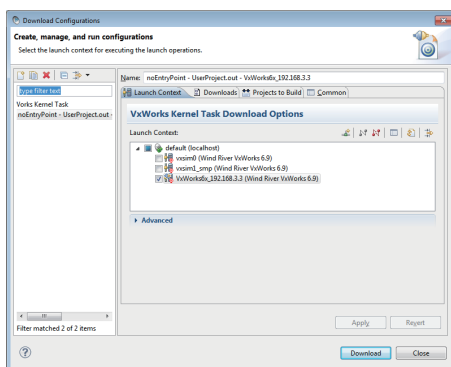 Download Configurations
Create, manage, and run configurations
Select the launch context for executing the launch operations.
type filter text
Vorks Kernel Task
noEntryPoint - UserProject.out -
Filter matched 2 of 2 items
Name: noEntryPoint - UserProject.out - VxWorks6x_192.168.3.3
Launch Context Downloads Projects to Build Common
VxWorks Kernel Task Download Options
Launch Context:
default (localhost)
vxsim0 (Wind River VxWorks 6.9)
vxsim1_smp (Wind River VxWorks 6.9)
VxWorks6x_192.168.3.3 (Wind River VxWorks 6.9)
Advanced
Apply Revert
Download Close